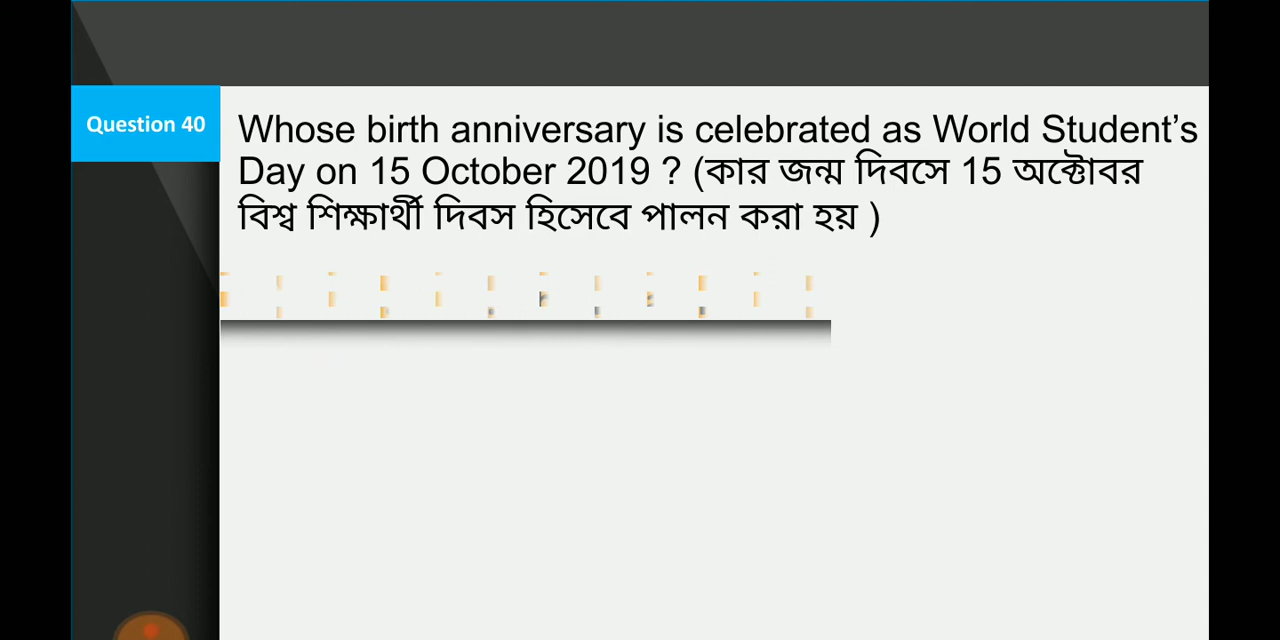 Question 40
Whose birth anniversary is celebrated as World Student’s
Day on 15 October 2019 ? (কার জন্ম দিবসে 15 অক্টোবর
বিশ্ব শিক্ষার্থী দিবস হিসেবে পালন করা হয় )